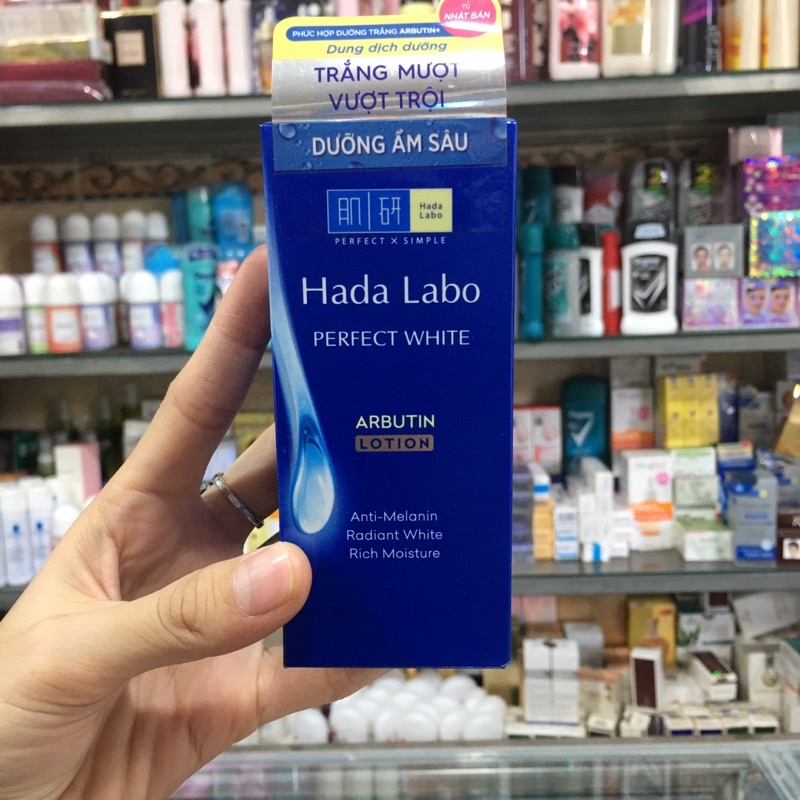 TỪ
NHẬT BẢN
PHỨC HỢP DƯỠNG TRẮNG ARBUTIN+
Dung dịch dưỡng
TRẮNG MƯỢT
VƯỢT TRỘI
DƯỠNG ẨM SÂU
肌研
Hada
Labo
PERFECT X SIMPLE
Hada Labo
PERFECT WHITE
ARBUTIN
LOTION
Anti-Melanin
Radiant White
Rich Moisture